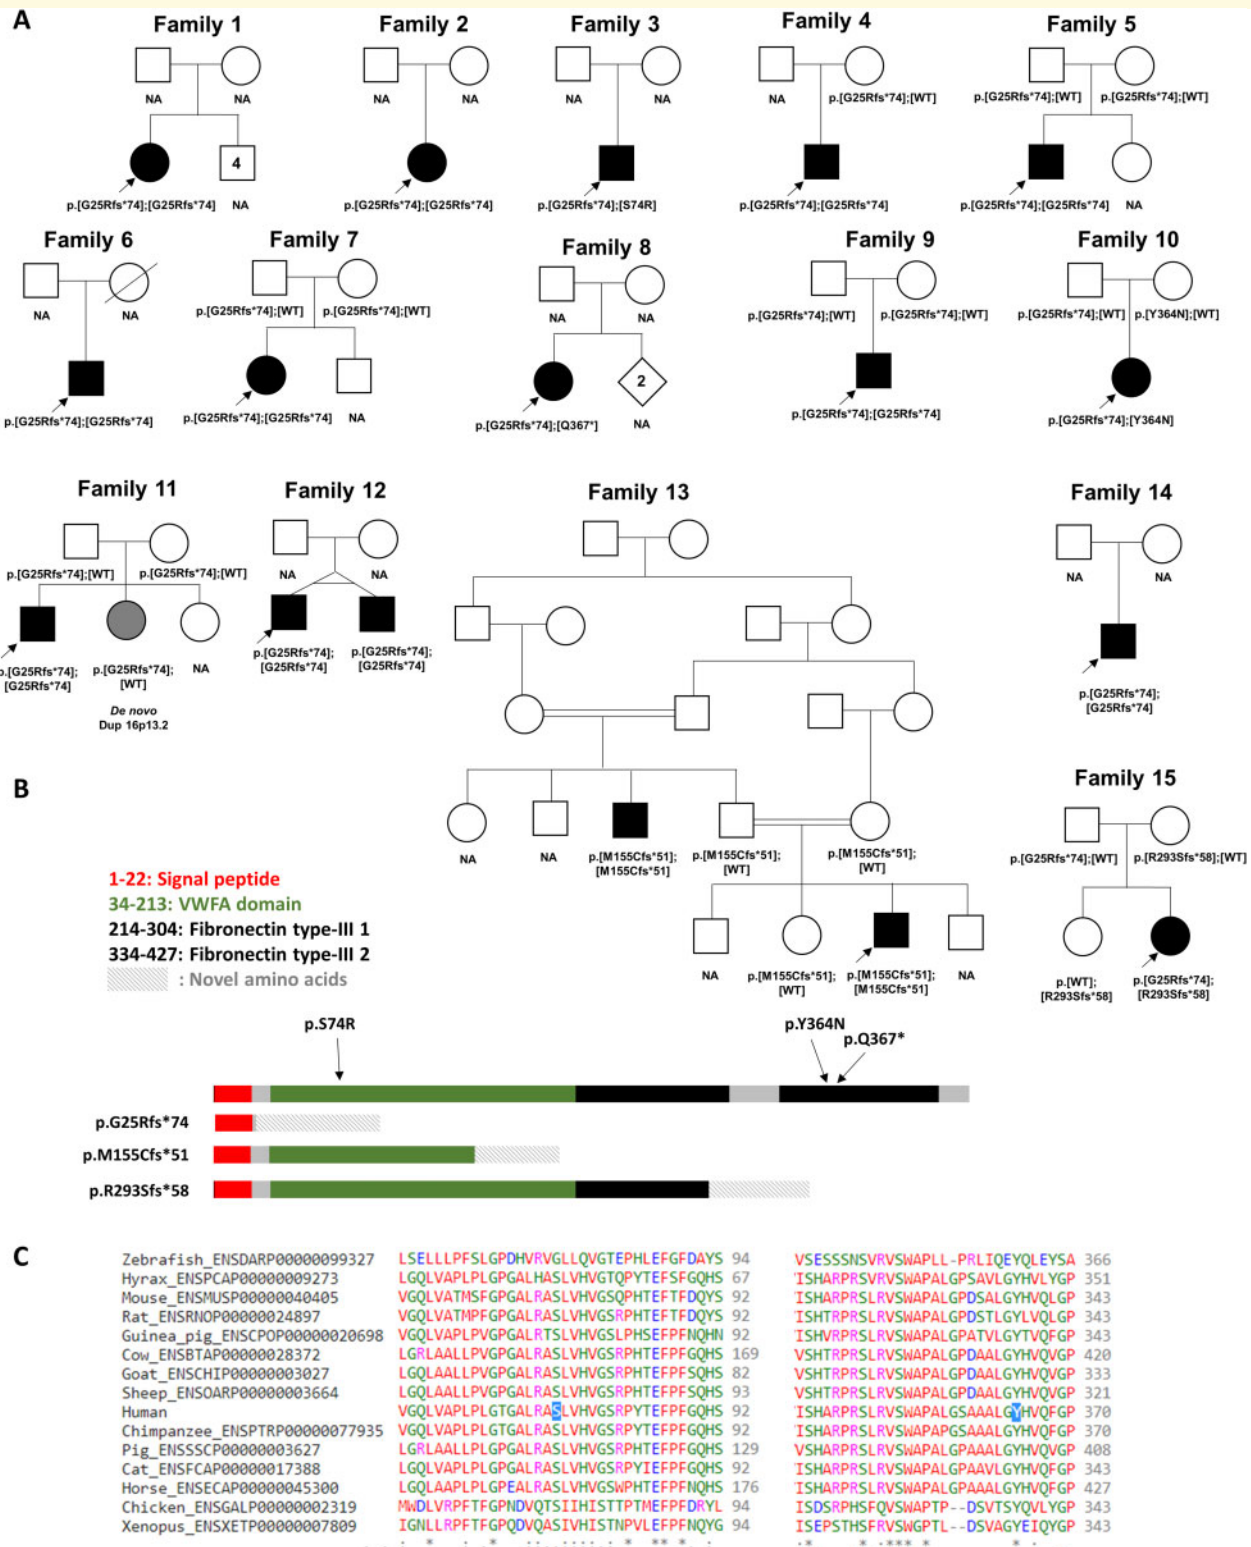 A
Family 1
Family 2
Family 3
Family 4
Family 5
NA NA
NA NA
NA NA
NA p.[G25Rfs*74];[WT]
p.[G25Rfs*74];[WT] p.[G25Rfs*74];[WT]
4
p.[G25Rfs*74];[G25Rfs*74] NA
p.[G25Rfs*74];[G25Rfs*74]
p.[G25Rfs*74];[S74R]
p.[G25Rfs*74];[G25Rfs*74]
p.[G25Rfs*74];[G25Rfs*74] NA
Family 6
Family 7
Family 8
Family 9
Family 10
NA NA
p.[G25Rfs*74];[WT] p.[G25Rfs*74];[WT]
NA NA
p.[G25Rfs*74];[WT] p.[G25Rfs*74];[WT]
p.[G25Rfs*74];[WT] p.[Y364N];[WT]
2
p.[G25Rfs*74];[G25Rfs*74]
p.[G25Rfs*74];[G25Rfs*74] NA
p.[G25Rfs*74];[Q367*] NA
p.[G25Rfs*74];[G25Rfs*74]
p.[G25Rfs*74];[Y364N]
Family 11
Family 12
Family 13
Family 14
p.[G25Rfs*74];[WT] p.[G25Rfs*74];[WT]
NA NA
NA NA
p.[G25Rfs*74];
[G25Rfs*74]
p.[G25Rfs*74];
[WT]
NA
De novo
Dup 16p13.2
p.[G25Rfs*74];
[G25Rfs*74]
p.[G25Rfs*74];
[G25Rfs*74]
p.[G25Rfs*74];
[G25Rfs*74]
NA
NA
p.[M155Cfs*51];
[M155Cfs*51]
p.[M155Cfs*51];
[WT]
p.[M155Cfs*51];
[WT]
NA
p.[M155Cfs*51];
[WT]
p.[M155Cfs*51];
[M155Cfs*51]
NA
Family 15
p.[G25Rfs*74];[WT] p.[R293Sfs*58];[WT]
p.[WT];
[R293Sfs*58]
p.[G25Rfs*74];
[R293Sfs*58]
B
1-22: Signal peptide
34-213: VWFA domain
214-304: Fibronectin type-III 1
334-427: Fibronectin type-III 2
: Novel amino acids
p.S74R
p.Y364N
p.Q367*
p.G25Rfs*74
p.M155Cfs*51
p.R293Sfs*58
C
Zebrafish_ENSDARP00000099327 LSELLLPFSLGPDHVRVGLLQVGTEPHLEFGFDAYS 94 VSESSSNSVRVSWAPLL-PRLIQEYQLEYSA 366
Hyrax_ENSPCAP00000009273 LGQLVAPLPLGPGALHASLVHVGTQPYTEFSFGQHS 67 TISHARPRSVRVSWAPALGPSAVLGYHVLYGP 351
Mouse_ENSMUSP00000040405 VGQLVATMSFGPGALRASLVHVGSQPHTEFTFDQYS 92 TISHARPRSLRVSWAPALGPDSALGYHVQLGP 343
Rat_ENSRNOP00000024897 VGQLVATMPFGPGALRASLVHVGSRPHTEFTFDQYS 92 TISHTRPRSLRVSWAPALGPDSTLGYLVQLGP 343
Guinea_pig_ENSCPOP00000020698 VGQLVAPLPVGPGALRTSLVHVGSLPHSEFPFNQHN 92 TISHVRPRSLRVSWAPALGPATVLGYTVQFGP 343
Cow_ENSBTAP00000028372 LGRLAALLPVGPGALRASLVHVGSRPHTEFPFGQHS 169 VSHTRPRSLRVSWAPALGPDAALGYHVQVGP 420
Goat_ENSCHIP00000003027 LGQLAALLPVGPGALRASLVHVGSRPHTEFPFGQHS 82 VSHTRPRSLRVSWAPALGPDAALGYHVQVGP 333
Sheep_ENSOARP00000003664 LGQLAALLPVGPGALRASLVHVGSRPHTEFPFGQHS 93 VSHTRPRSLRVSWAPALGPDAALGYHVQVGP 321
Human VGQLVAPLPLGTGALRASLVHVGSRPYTEFPFGQHS 92 TISHARPRSLRVSWAPALGSAAALGYHVQFGP 370
Chimpanzee_ENSPTRP00000077935 VGQLVAPLPLGTGALRASLVHVGSRPYTEFPFGQHS 92 TISHARPRSLRVSWAPAPGSAAALGYHVQFGP 370
Pig_ENSSSCP00000003627 LGRLAALLPLGPGALRASLVHVGSRPHTEFPFGQHS 129 VSHARPRSLRVSWAPALGPAAALGYHVQVGP 408
Cat_ENSFCAP00000017388 LGQLVAPLPLGPGALRASLVHVGSRPYIEFPFGQHS 92 TISHARPRSLRVSWAPALGPAAVLGYHVQFGP 343
Horse_ENSECAP00000045300 LGQLAAPLPLGPEALRASLVHVGSWPHTEFPFGQHS 176 TISHARPRSLRVSWAPALGPAAALGYHVQFGP 427
Chicken_ENSGALP00000002319 MWDLVRPFTFGPNDVQTSIIHISTTPTMEFPFDRYL 94 ISDSRPHSFQVSWAPTP--DSVTSYQVLYGP 343
Xenopus_ENSXETP00000007809 IGNLLRPFTFGPQDVQASIVHISTNPVLEFPFNQYG 94 ISEPSTHSFRVSWGPTL--DSVAGYEIQYGP 343